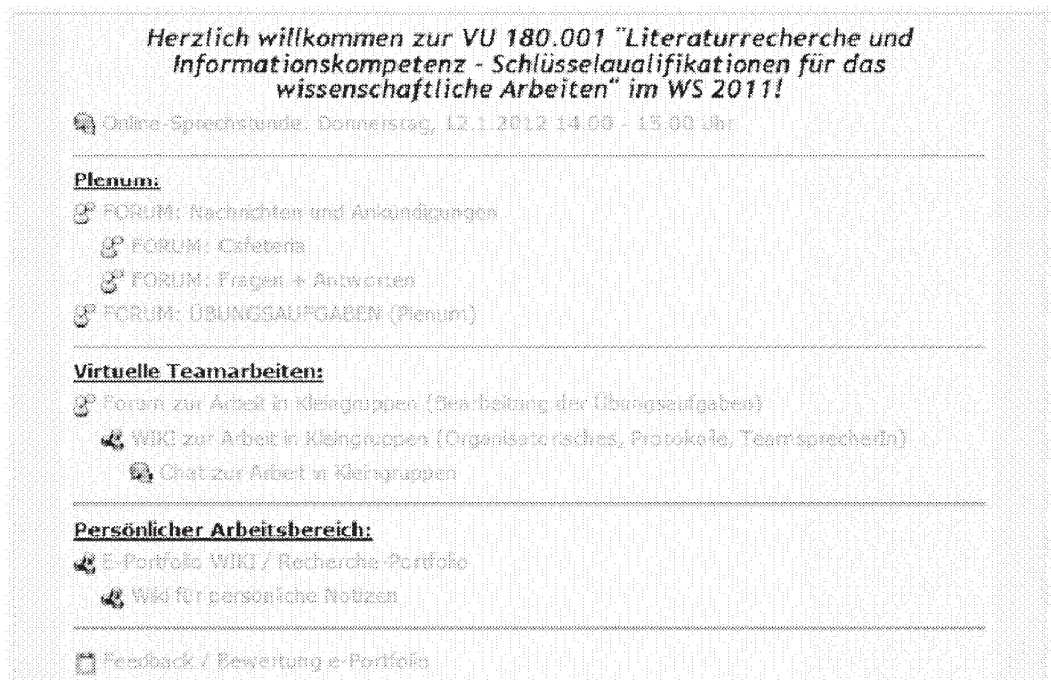 Herzlich willkommen zur VU 180.001 "Literaturrecherche und
Informationskompetenz - Schlüsselqualifikationen für das
wissenschaftliche Arbeiten" im WS 2011!
Online-Sprechstunde: Donnerstag, 12.1.2012 14.00 - 15.00 Uhr
Plenum:
FORUM: Nachrichten und Ankündigungen
FORUM: Cafeteria
FORUM: Fragen + Antworten
FORUM: ÜBUNGSAUFGABEN (Plenum)
Virtuelle Teamarbeiten:
Forum zur Arbeit in Kleingruppen (Bearbeitung der Übungsaufgaben)
WIKI zur Arbeit in Kleingruppen (Organisatorisches, Protokolle, TeamsprecherIn)
Chat zur Arbeit in Kleingruppen
Persönlicher Arbeitsbereich:
E-Portfolio WIKI / Recherche-Portfolio
Wiki für persönliche Notizen
Feedback / Bewertung e-Portfolio